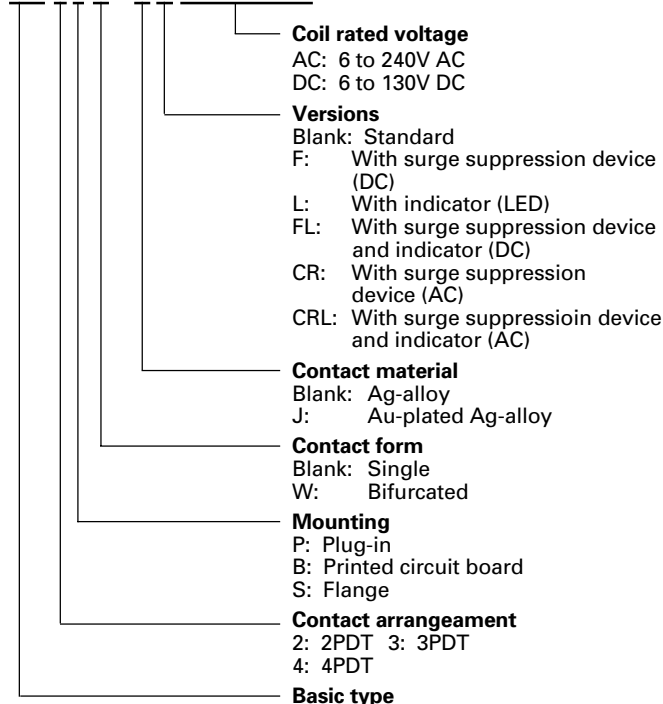 Coil rated voltage
AC: 6 to 240V AC
DC: 6 to 130V DC
Versions
Blank: Standard
F: With surge suppression device
(DC)
L: With indicator (LED)
FL: With surge suppression device
and indicator (DC)
CR: With surge suppression
device (AC)
CRL: With surge suppressioin device
and indicator (AC)
Contact material
Blank: Ag-alloy
J: Au-plated Ag-alloy
Contact form
Blank: Single
W: Bifurcated
Mounting
P: Plug-in
B: Printed circuit board
S: Flange
Contact arrangeament
2: 2PDT 3: 3PDT
4: 4PDT
Basic type